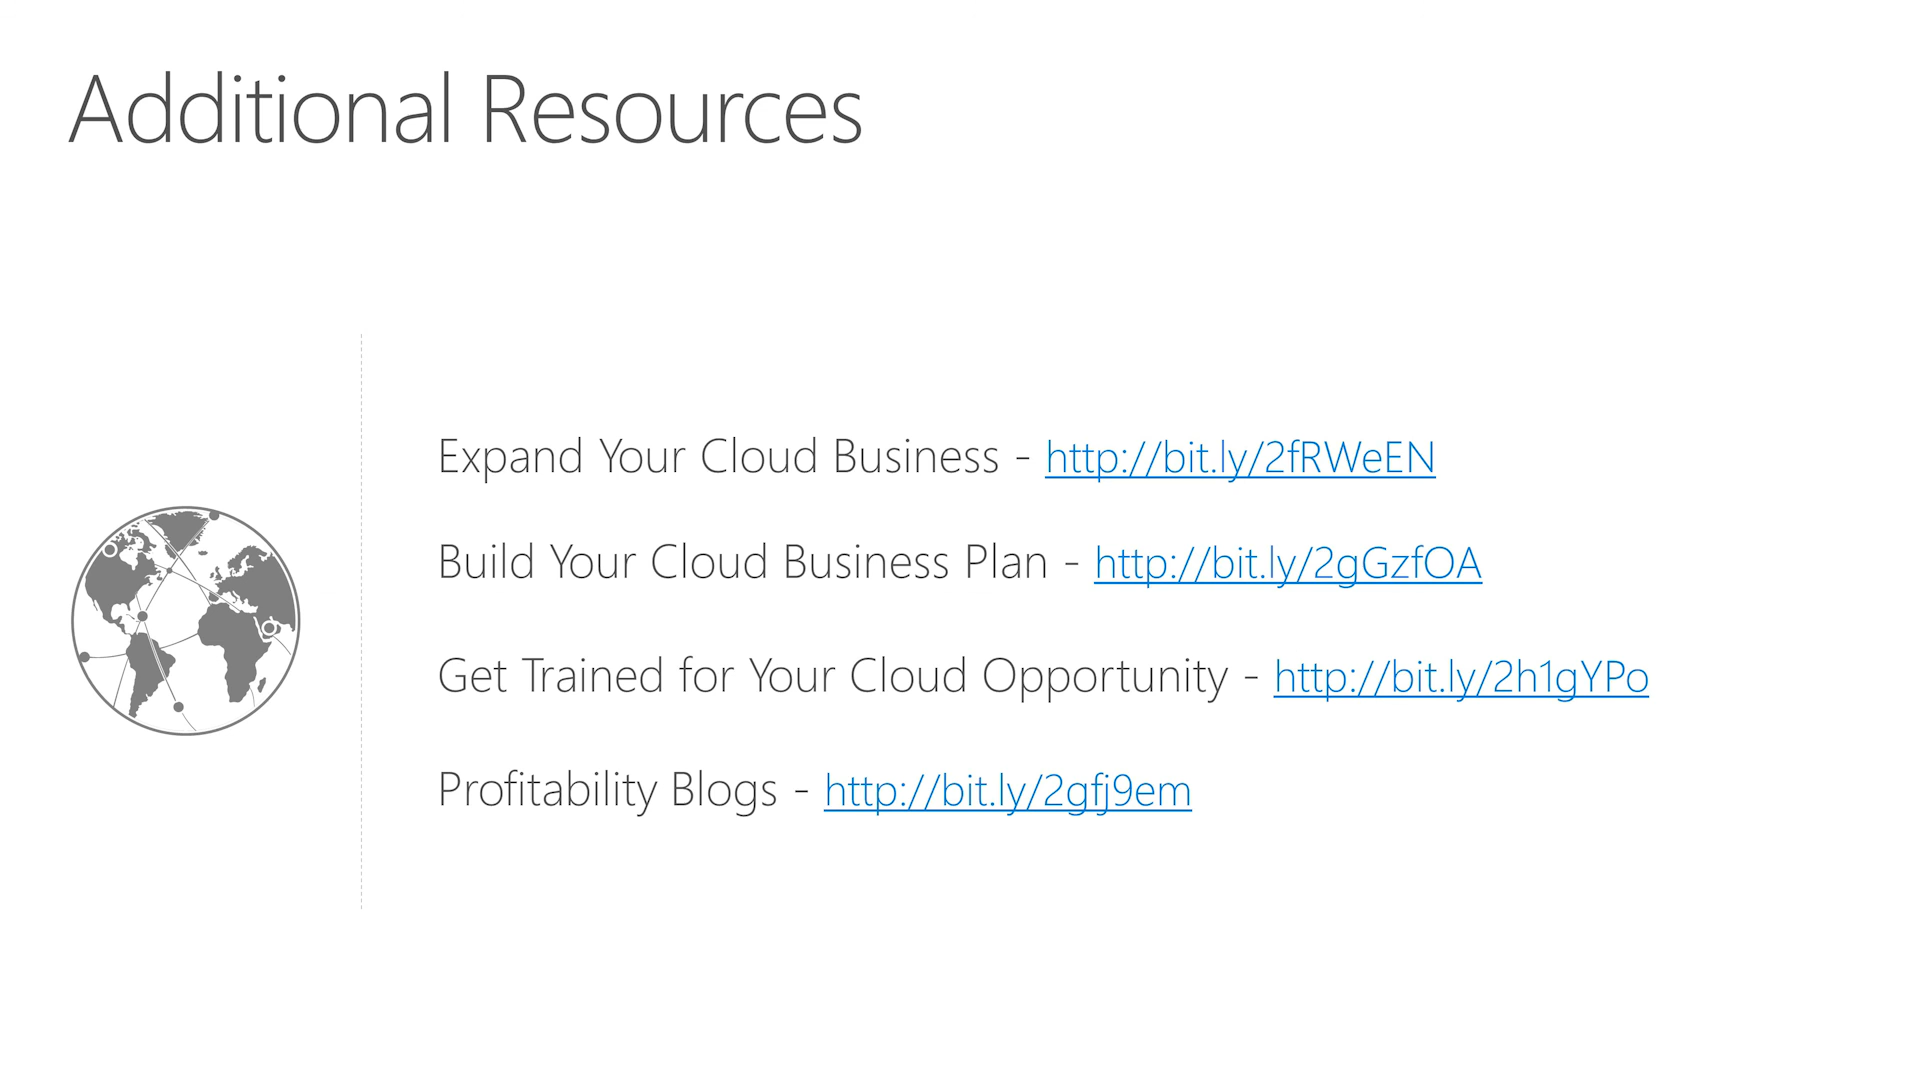 Additional Resources
Expand Your Cloud Business - http://bit.ly/2fRWeEN
Build Your Cloud Business Plan - http://bit.ly/2gGzfOA
Get Trained for Your Cloud Opportunity - http://bit.ly/2h1gYPo
Profitability Blogs - http://bit.ly/2gfj9em